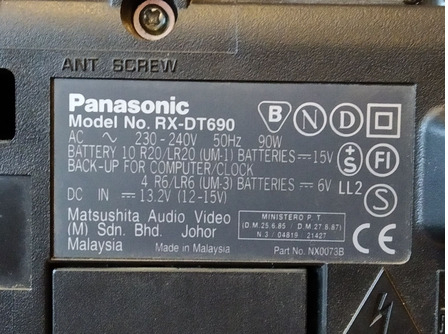 ANT SCREW
Panasonic
Model No. RX-DT690
AC ~ 230-240V 50Hz 90W
BATTERY 10 R20/LR20 (UM-1) BATTERIES ⎓ 15V
BACK-UP FOR COMPUTER/CLOCK
4 R6/LR6 (UM-3) BATTERIES ⎓ 6V
DC IN ⎓ 13.2V (12-15V)
Matsushita Audio Video
(M) Sdn. Bhd. Johor
Malaysia
Made in Malaysia
B N D
+S FI
LL2 S
MINISTERO P. T.
(D.M.25.6.85 / D.M.27.8.87)
N.3 / 04819 · 21427
CE
Part No. NX0073B